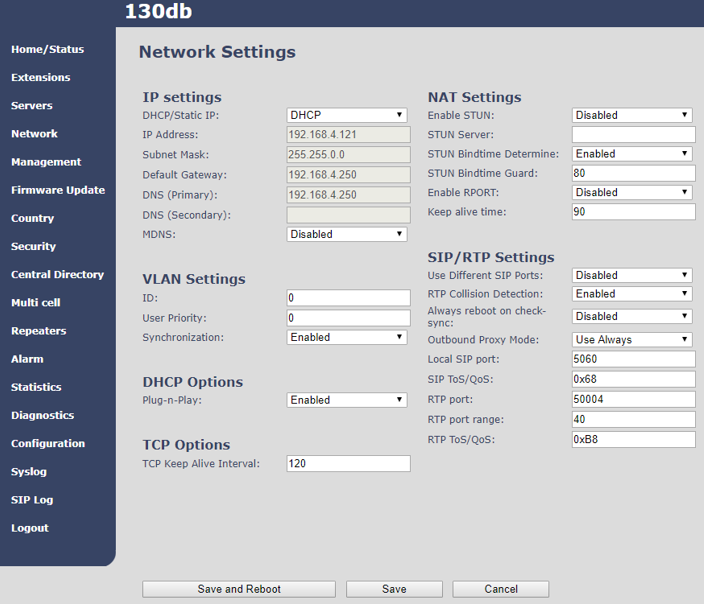 130db
Home/Status
Extensions
Servers
Network
Management
Firmware Update
Country
Security
Central Directory
Multi cell
Repeaters
Alarm
Statistics
Diagnostics
Configuration
Syslog
SIP Log
Logout
Network Settings
IP settings
DHCP/Static IP: DHCP
IP Address: 192.168.4.121
Subnet Mask: 255.255.0.0
Default Gateway: 192.168.4.250
DNS (Primary): 192.168.4.250
DNS (Secondary):
MDNS: Disabled
VLAN Settings
ID: 0
User Priority: 0
Synchronization: Enabled
DHCP Options
Plug-n-Play: Enabled
TCP Options
TCP Keep Alive Interval: 120
NAT Settings
Enable STUN: Disabled
STUN Server:
STUN Bindtime Determine: Enabled
STUN Bindtime Guard: 80
Enable RPORT: Disabled
Keep alive time: 90
SIP/RTP Settings
Use Different SIP Ports: Disabled
RTP Collision Detection: Enabled
Always reboot on check-
sync: Disabled
Outbound Proxy Mode: Use Always
Local SIP port: 5060
SIP ToS/QoS: 0x68
RTP port: 50004
RTP port range: 40
RTP ToS/QoS: 0xB8
Save and Reboot Save Cancel